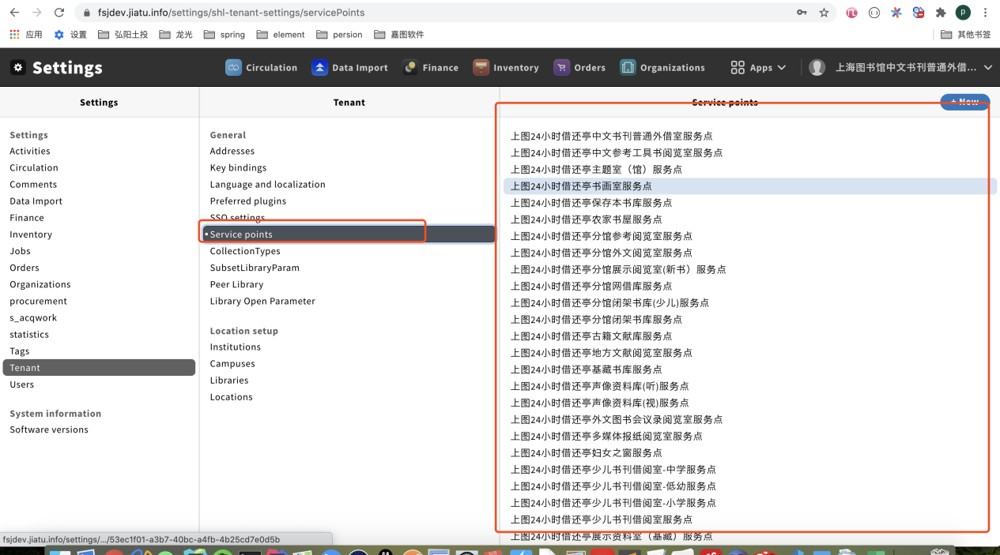 fsjdev.jiatu.info/settings/shl-tenant-settings/servicePoints
P
应用 设置 弘阳土投 龙光 spring element persion 嘉图软件 其他书签
Settings Circulation Data Import Finance Inventory Orders Organizations Apps 上海图书馆中文书刊普通外借...
Settings
Settings
Activities
Circulation
Comments
Data Import
Finance
Inventory
Jobs
Orders
Organizations
procurement
s_acqwork
statistics
Tags
Tenant
Users
System information
Software versions
Tenant
General
Addresses
Key bindings
Language and localization
Preferred plugins
SSO settings
• Service points
CollectionTypes
SubsetLibraryParam
Peer Library
Library Open Parameter
Location setup
Institutions
Campuses
Libraries
Locations
Service points
+ New
上图24小时借还亭中文书刊普通外借室服务点
上图24小时借还亭中文参考工具书阅览室服务点
上图24小时借还亭主题室（馆）服务点
上图24小时借还亭书画室服务点
上图24小时借还亭保存本书库服务点
上图24小时借还亭农家书屋服务点
上图24小时借还亭分馆参考阅览室服务点
上图24小时借还亭分馆外文阅览室服务点
上图24小时借还亭分馆展示阅览室(新书）服务点
上图24小时借还亭分馆网借库服务点
上图24小时借还亭分馆闭架书库(少儿)服务点
上图24小时借还亭分馆闭架书库服务点
上图24小时借还亭古籍文献库服务点
上图24小时借还亭地方文献阅览室服务点
上图24小时借还亭基藏书库服务点
上图24小时借还亭声像资料库(听)服务点
上图24小时借还亭声像资料库(视)服务点
上图24小时借还亭外文图书会议录阅览室服务点
上图24小时借还亭多媒体报纸阅览室服务点
上图24小时借还亭妇女之窗服务点
上图24小时借还亭少儿书刊借阅室-中学服务点
上图24小时借还亭少儿书刊借阅室-低幼服务点
上图24小时借还亭少儿书刊借阅室-小学服务点
上图24小时借还亭少儿书刊借阅室服务点
上图24小时借还亭展示资料室（基藏）服务点
fsjdev.jiatu.info/settings/.../53ec1f01-a3b7-40bc-a4fb-4b25cd7e0d5b